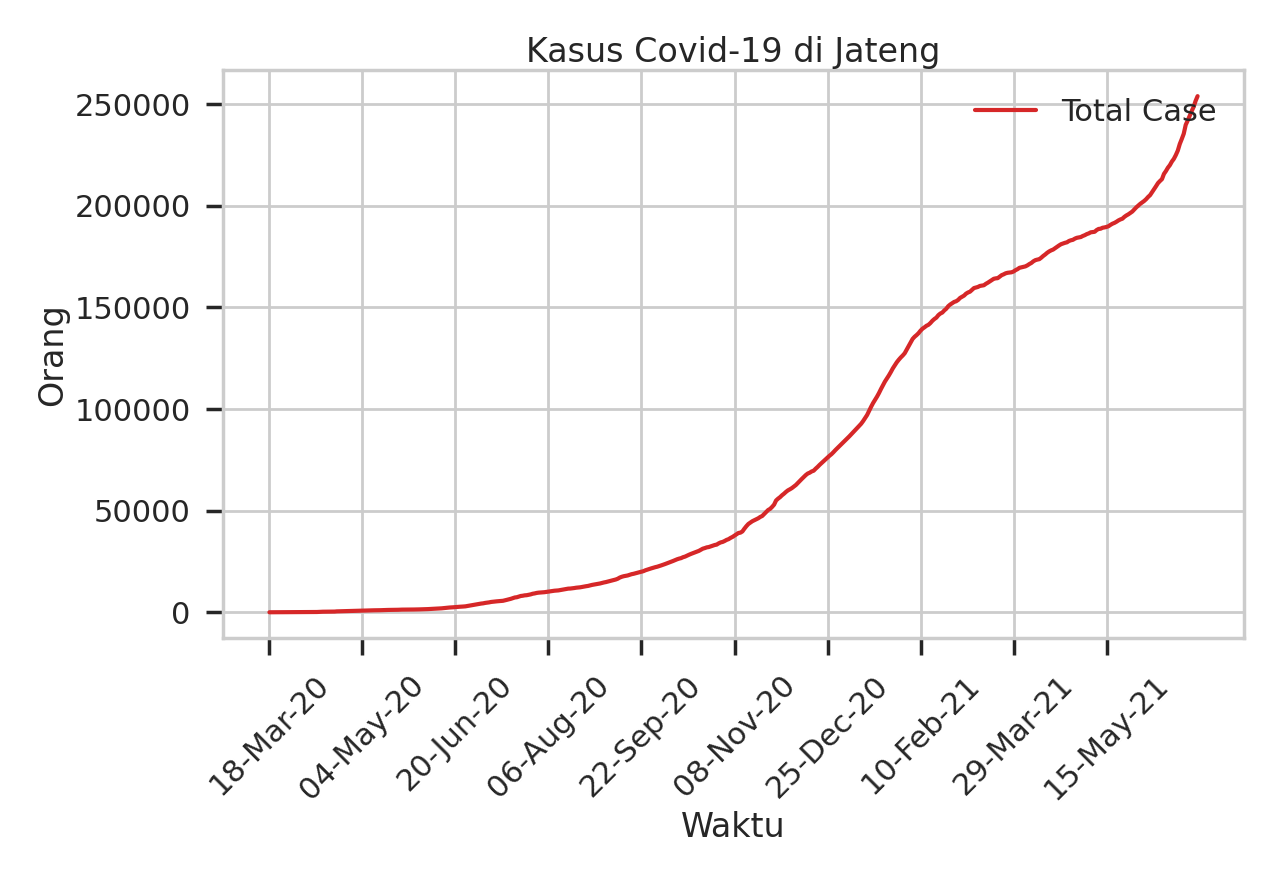 Kasus Covid-19 di Jateng
Total Case
Orang
250000
200000
150000
100000
50000
0
18-Mar-20
04-May-20
20-Jun-20
06-Aug-20
22-Sep-20
08-Nov-20
25-Dec-20
10-Feb-21
29-Mar-21
15-May-21
Waktu